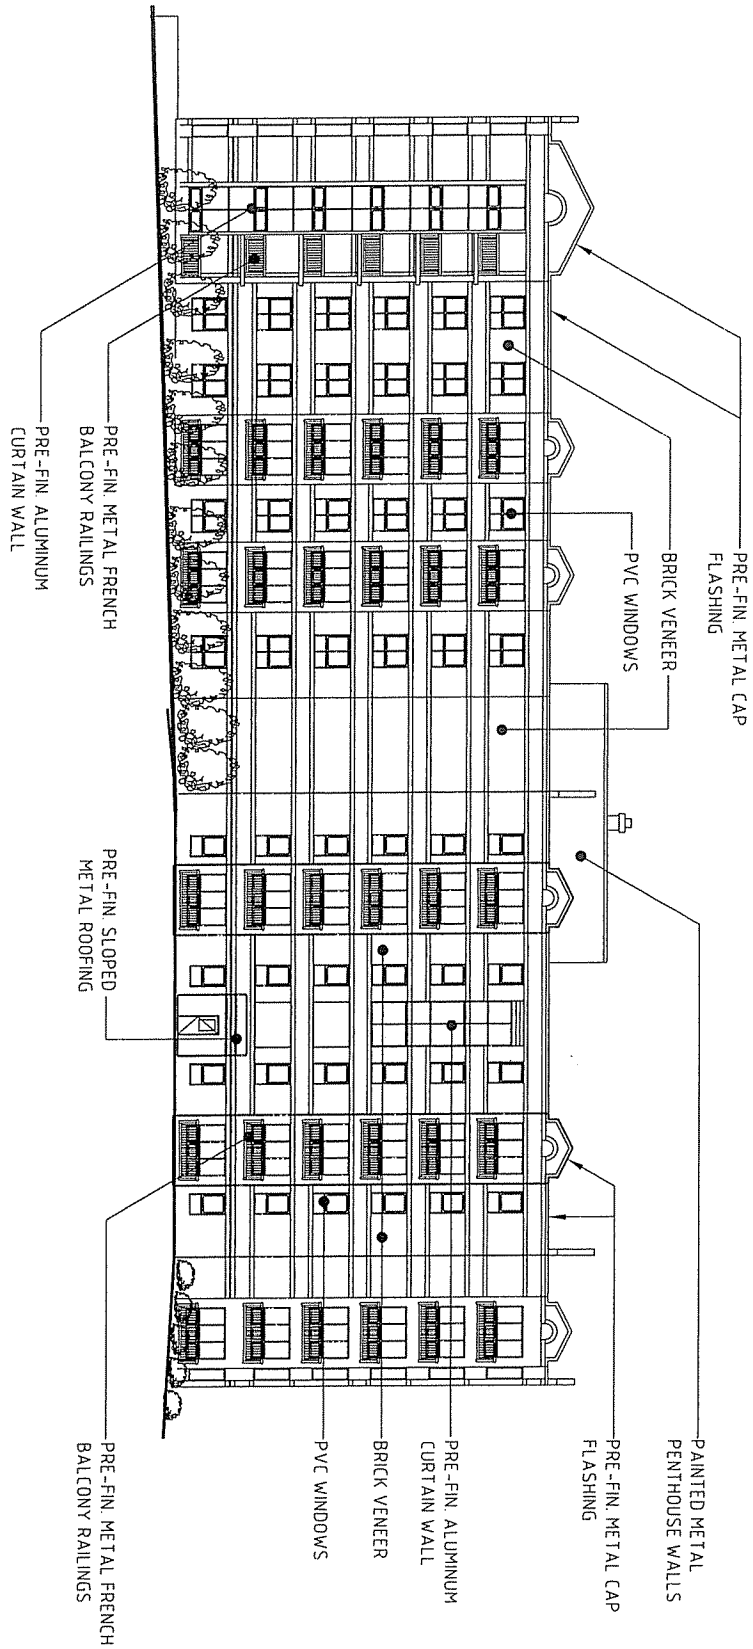 PRE-FIN. METAL CAP
FLASHING
BRICK VENEER
PVC WINDOWS
PRE-FIN. METAL FRENCH
BALCONY RAILINGS
PRE-FIN. ALUMINUM
CURTAIN WALL
PRE-FIN. SLOPED
METAL ROOFING
PAINTED METAL
PENTHOUSE WALLS
PRE-FIN. METAL CAP
FLASHING
PRE-FIN. ALUMINUM
CURTAIN WALL
BRICK VENEER
PVC WINDOWS
PRE-FIN. METAL FRENCH
BALCONY RAILINGS